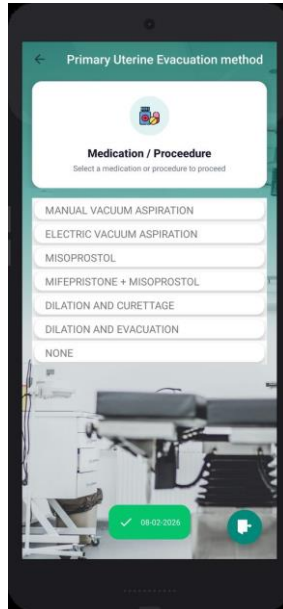 Primary Uterine Evacuation method
Medication / Proceedure
Select a medication or procedure to proceed
MANUAL VACUUM ASPIRATION
ELECTRIC VACUUM ASPIRATION
MISOPROSTOL
MIFEPRISTONE + MISOPROSTOL
DILATION AND CURETTAGE
DILATION AND EVACUATION
NONE
08-02-2026